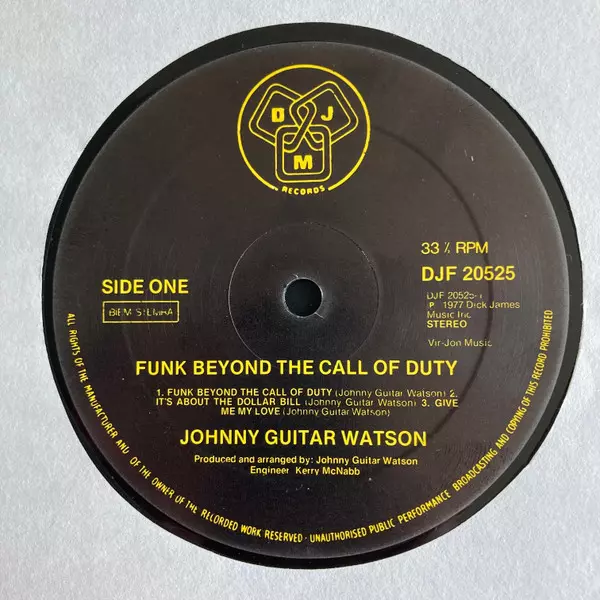 D J
M
RECORDS
33⅓ RPM
DJF 20525
SIDE ONE
BIEM STEMRA
DJF 20525-1
P 1977 Dick James
Music Inc
STEREO
Vir-Jon Music
FUNK BEYOND THE CALL OF DUTY
1. FUNK BEYOND THE CALL OF DUTY (Johnny Guitar Watson) 2.
IT'S ABOUT THE DOLLAR BILL (Johnny Guitar Watson) 3. GIVE
ME MY LOVE (Johnny Guitar Watson)
JOHNNY GUITAR WATSON
Produced and arranged by: Johnny Guitar Watson
Engineer Kerry McNabb
ALL RIGHTS OF THE MANUFACTURER AND OF THE OWNER OF THE RECORDED WORK RESERVED · UNAUTHORISED PUBLIC PERFORMANCE BROADCASTING AND COPYING OF THIS RECORD PROHIBITED